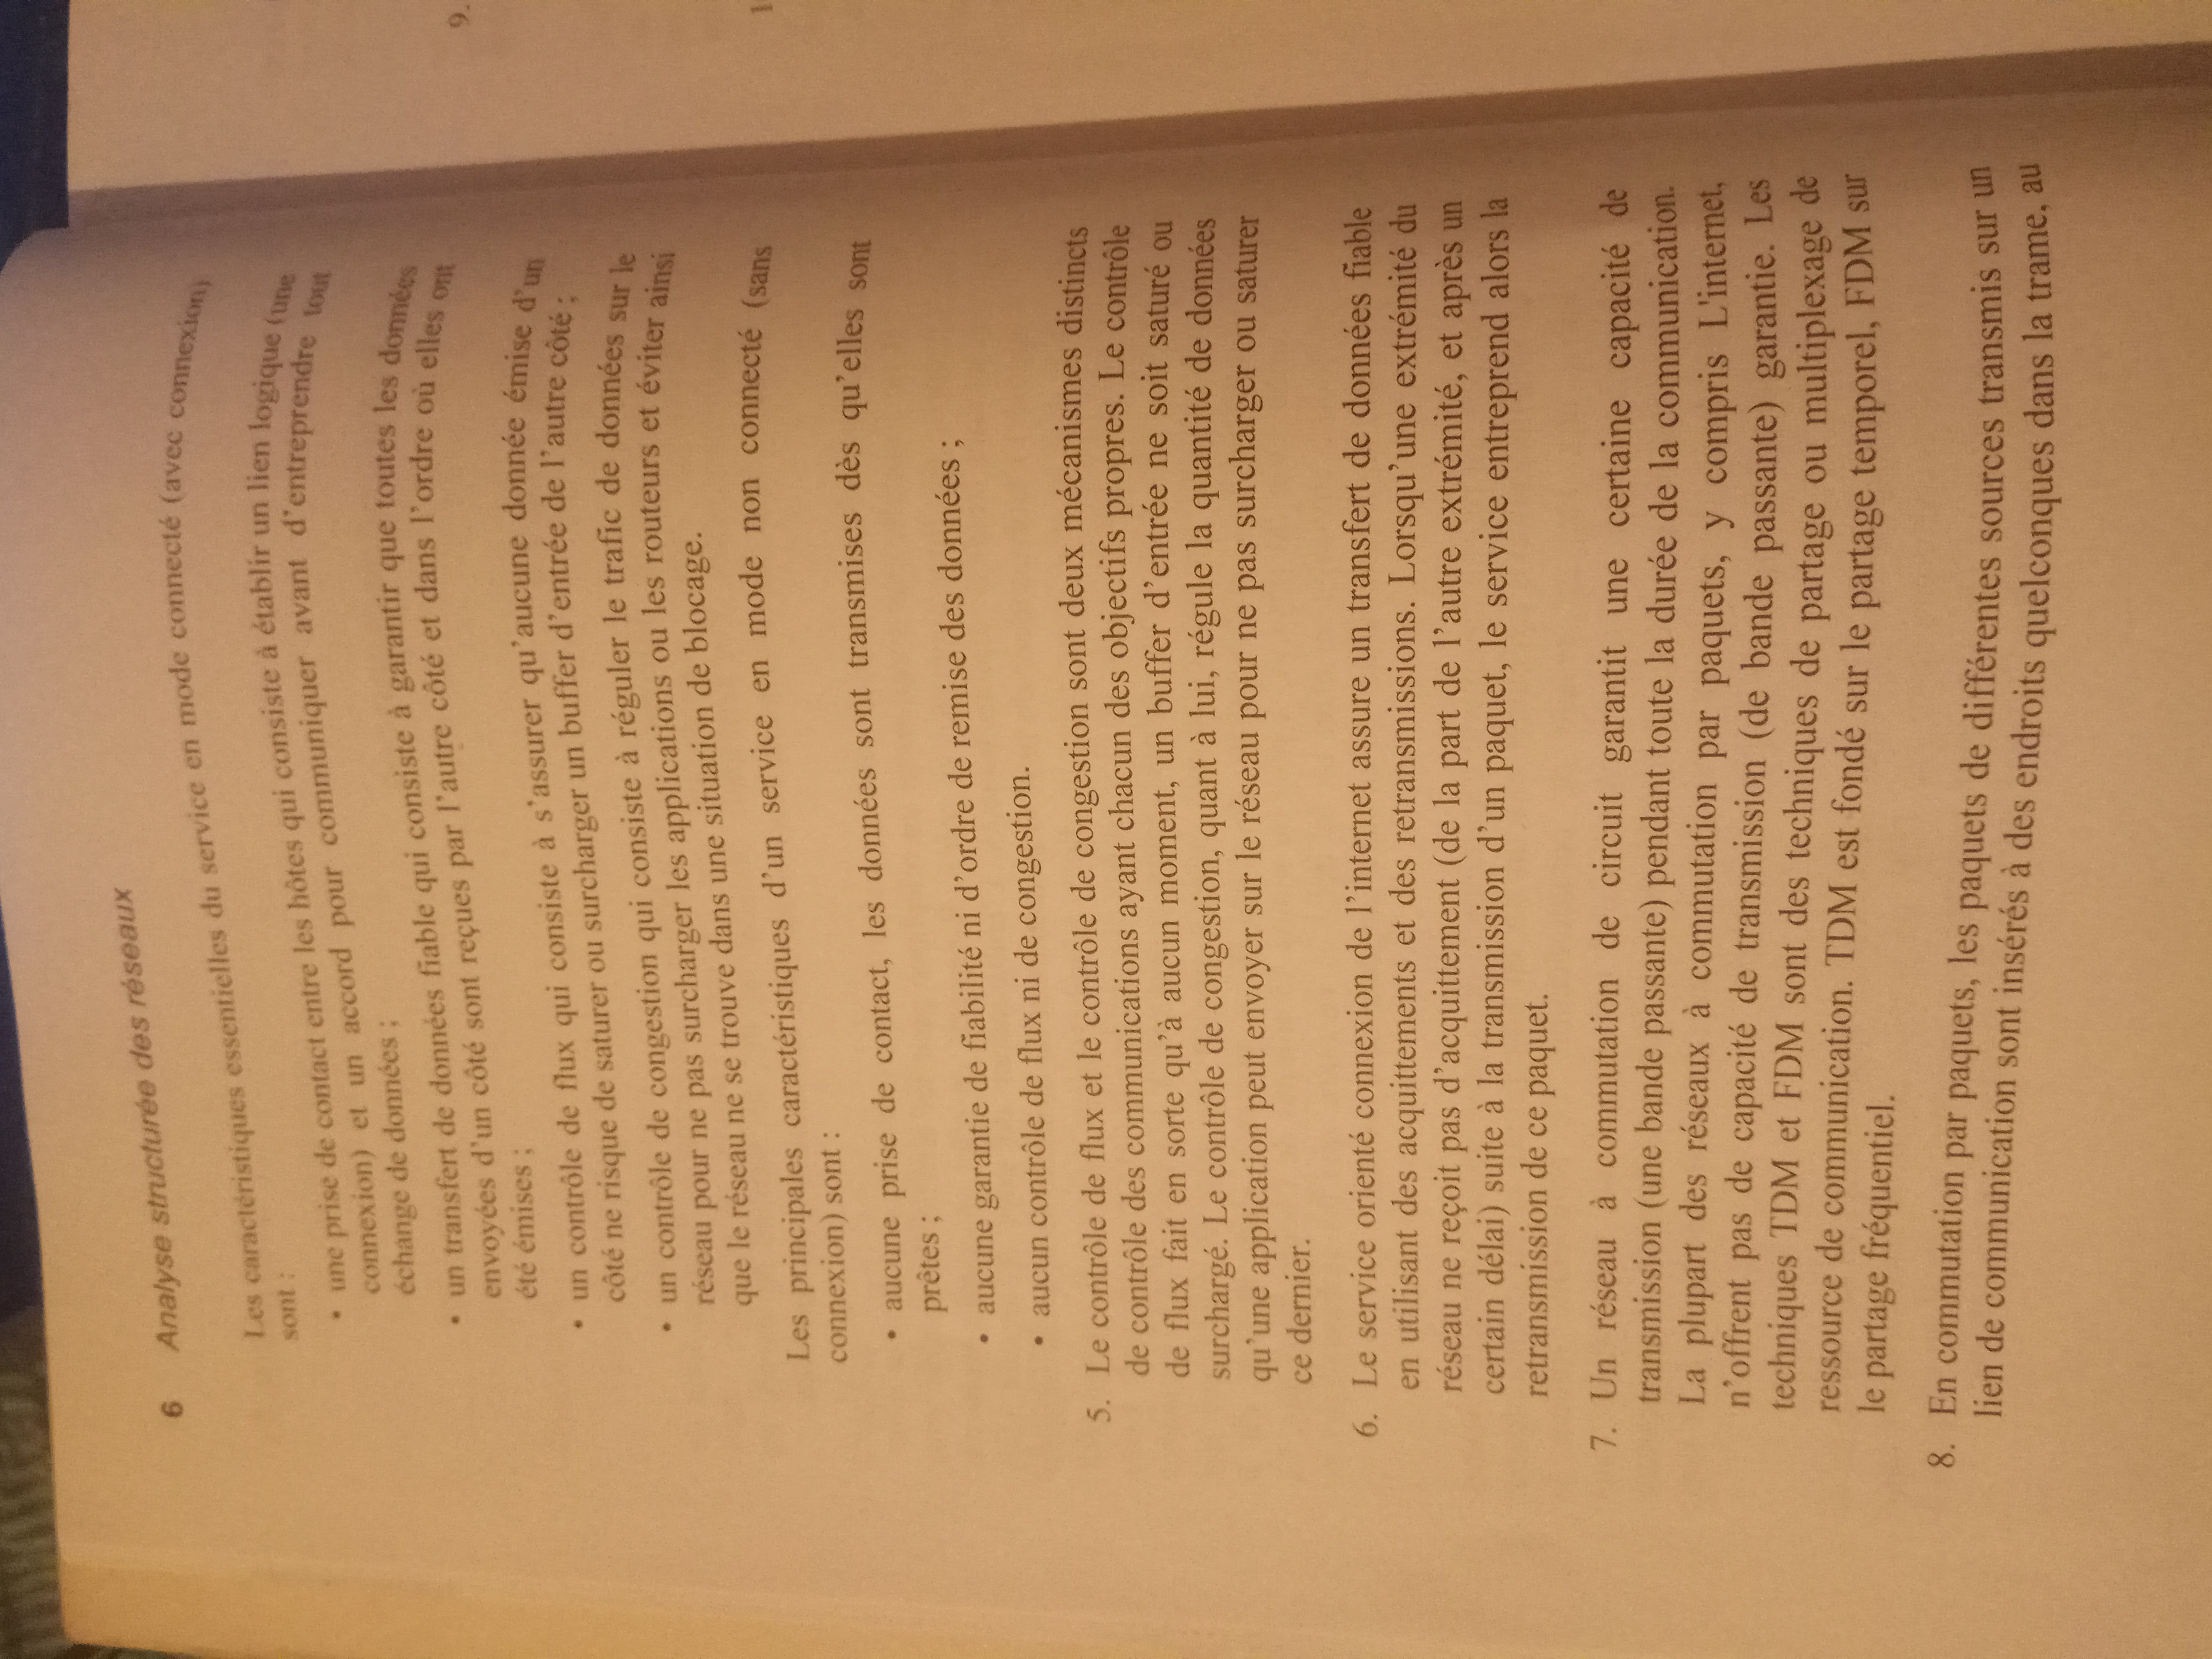 6 Analyse structurée des réseaux
Les caractéristiques essentielles du service en mode connecté (avec connexion)
sont :
• une prise de contact entre les hôtes qui consiste à établir un lien logique (une
connexion) et un accord pour communiquer avant d'entreprendre tout
échange de données ;
• un transfert de données fiable qui consiste à garantir que toutes les données
envoyées d'un côté sont reçues par l'autre côté et dans l'ordre où elles ont
été émises ;
• un contrôle de flux qui consiste à s'assurer qu'aucune donnée émise d'un
côté ne risque de saturer ou surcharger un buffer d'entrée de l'autre côté ;
• un contrôle de congestion qui consiste à réguler le trafic de données sur le
réseau pour ne pas surcharger les applications ou les routeurs et éviter ainsi
que le réseau ne se trouve dans une situation de blocage.
Les principales caractéristiques d'un service en mode non connecté (sans
connexion) sont :
• aucune prise de contact, les données sont transmises dès qu'elles sont
prêtes ;
• aucune garantie de fiabilité ni d'ordre de remise des données ;
• aucun contrôle de flux ni de congestion.
5. Le contrôle de flux et le contrôle de congestion sont deux mécanismes distincts
de contrôle des communications ayant chacun des objectifs propres. Le contrôle
de flux fait en sorte qu'à aucun moment, un buffer d'entrée ne soit saturé ou
surchargé. Le contrôle de congestion, quant à lui, régule la quantité de données
qu'une application peut envoyer sur le réseau pour ne pas surcharger ou saturer
ce dernier.
6. Le service orienté connexion de l'internet assure un transfert de données fiable
en utilisant des acquittements et des retransmissions. Lorsqu'une extrémité du
réseau ne reçoit pas d'acquittement (de la part de l'autre extrémité, et après un
certain délai) suite à la transmission d'un paquet, le service entreprend alors la
retransmission de ce paquet.
7. Un réseau à commutation de circuit garantit une certaine capacité de
transmission (une bande passante) pendant toute la durée de la communication.
La plupart des réseaux à commutation par paquets, y compris L'internet,
n'offrent pas de capacité de transmission (de bande passante) garantie. Les
techniques TDM et FDM sont des techniques de partage ou multiplexage de
ressource de communication. TDM est fondé sur le partage temporel, FDM sur
le partage fréquentiel.
8. En commutation par paquets, les paquets de différentes sources transmis sur un
lien de communication sont insérés à des endroits quelconques dans la trame, au
9.